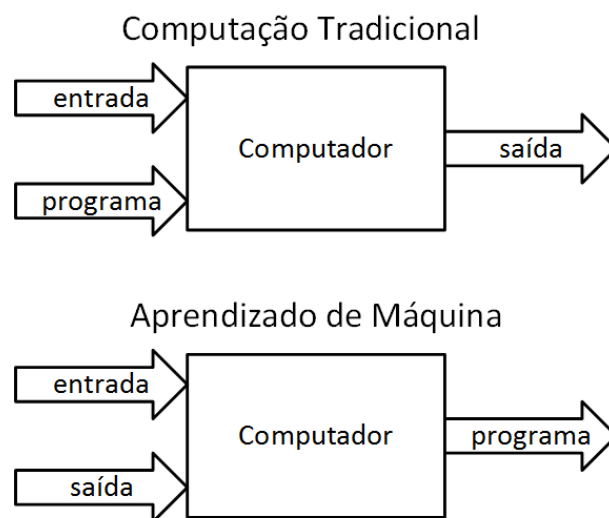 Computação Tradicional
entrada
programa
Computador
saída
Aprendizado de Máquina
entrada
saída
Computador
programa